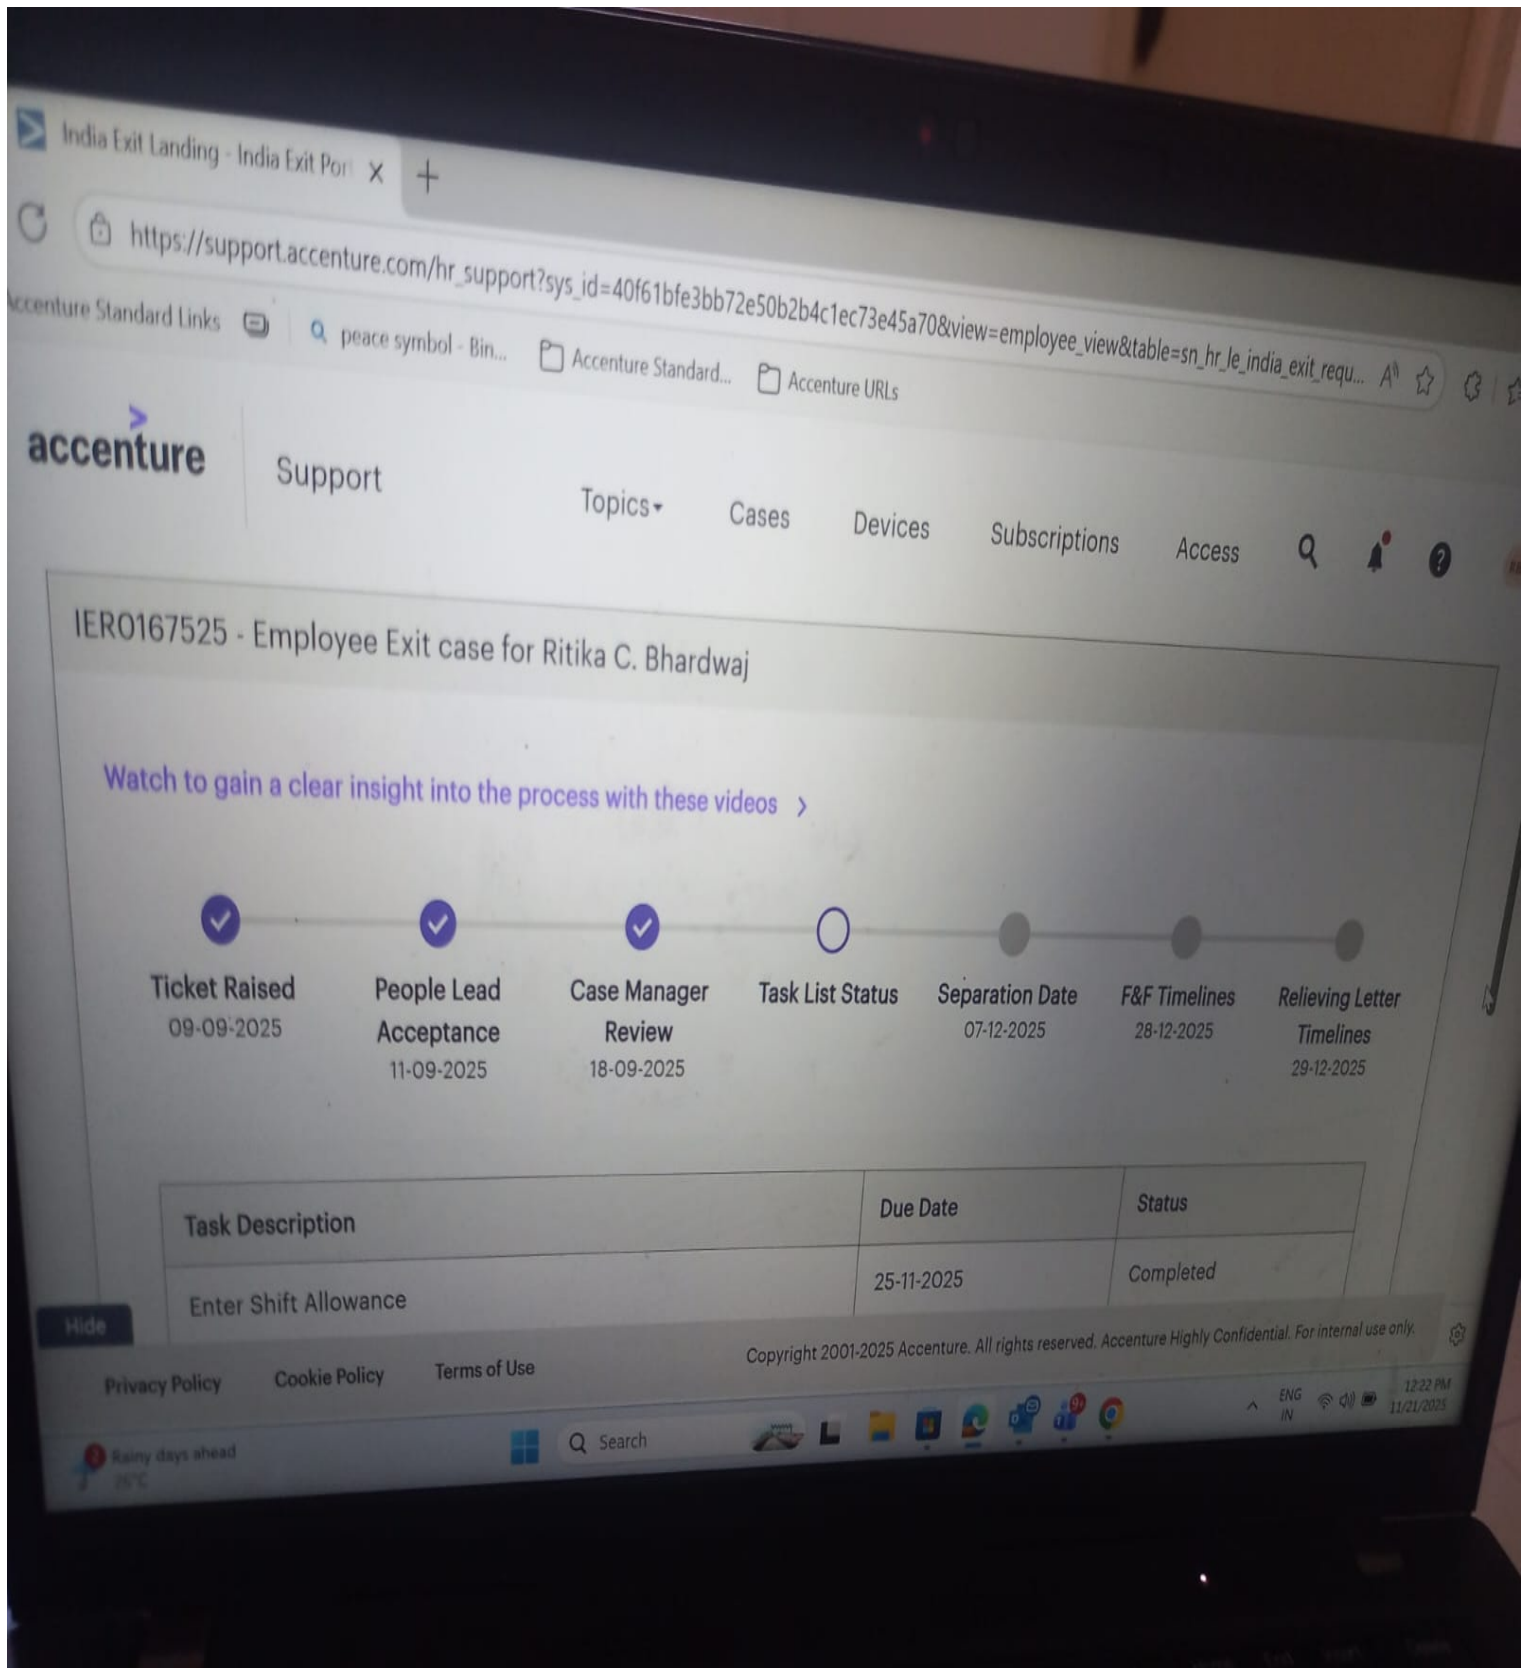 India Exit Landing - India Exit Por
https://support.accenture.com/hr_support?sys_id=40f61bfe3bb72e50b2b4c1ec73e45a70&view=employee_view&table=sn_hr_le_india_exit_requ...
Accenture Standard Links peace symbol - Bin... Accenture Standard... Accenture URLs
accenture Support Topics Cases Devices Subscriptions Access
IER0167525 - Employee Exit case for Ritika C. Bhardwaj
Watch to gain a clear insight into the process with these videos >
Ticket Raised
09-09-2025
People Lead
Acceptance
11-09-2025
Case Manager
Review
18-09-2025
Task List Status
Separation Date
07-12-2025
F&F Timelines
28-12-2025
Relieving Letter
Timelines
29-12-2025
Task Description Due Date Status
Enter Shift Allowance 25-11-2025 Completed
Hide
Privacy Policy Cookie Policy Terms of Use Copyright 2001-2025 Accenture. All rights reserved. Accenture Highly Confidential. For internal use only.
Rainy days ahead
Search
ENG
IN
12:22 PM
11/21/2025